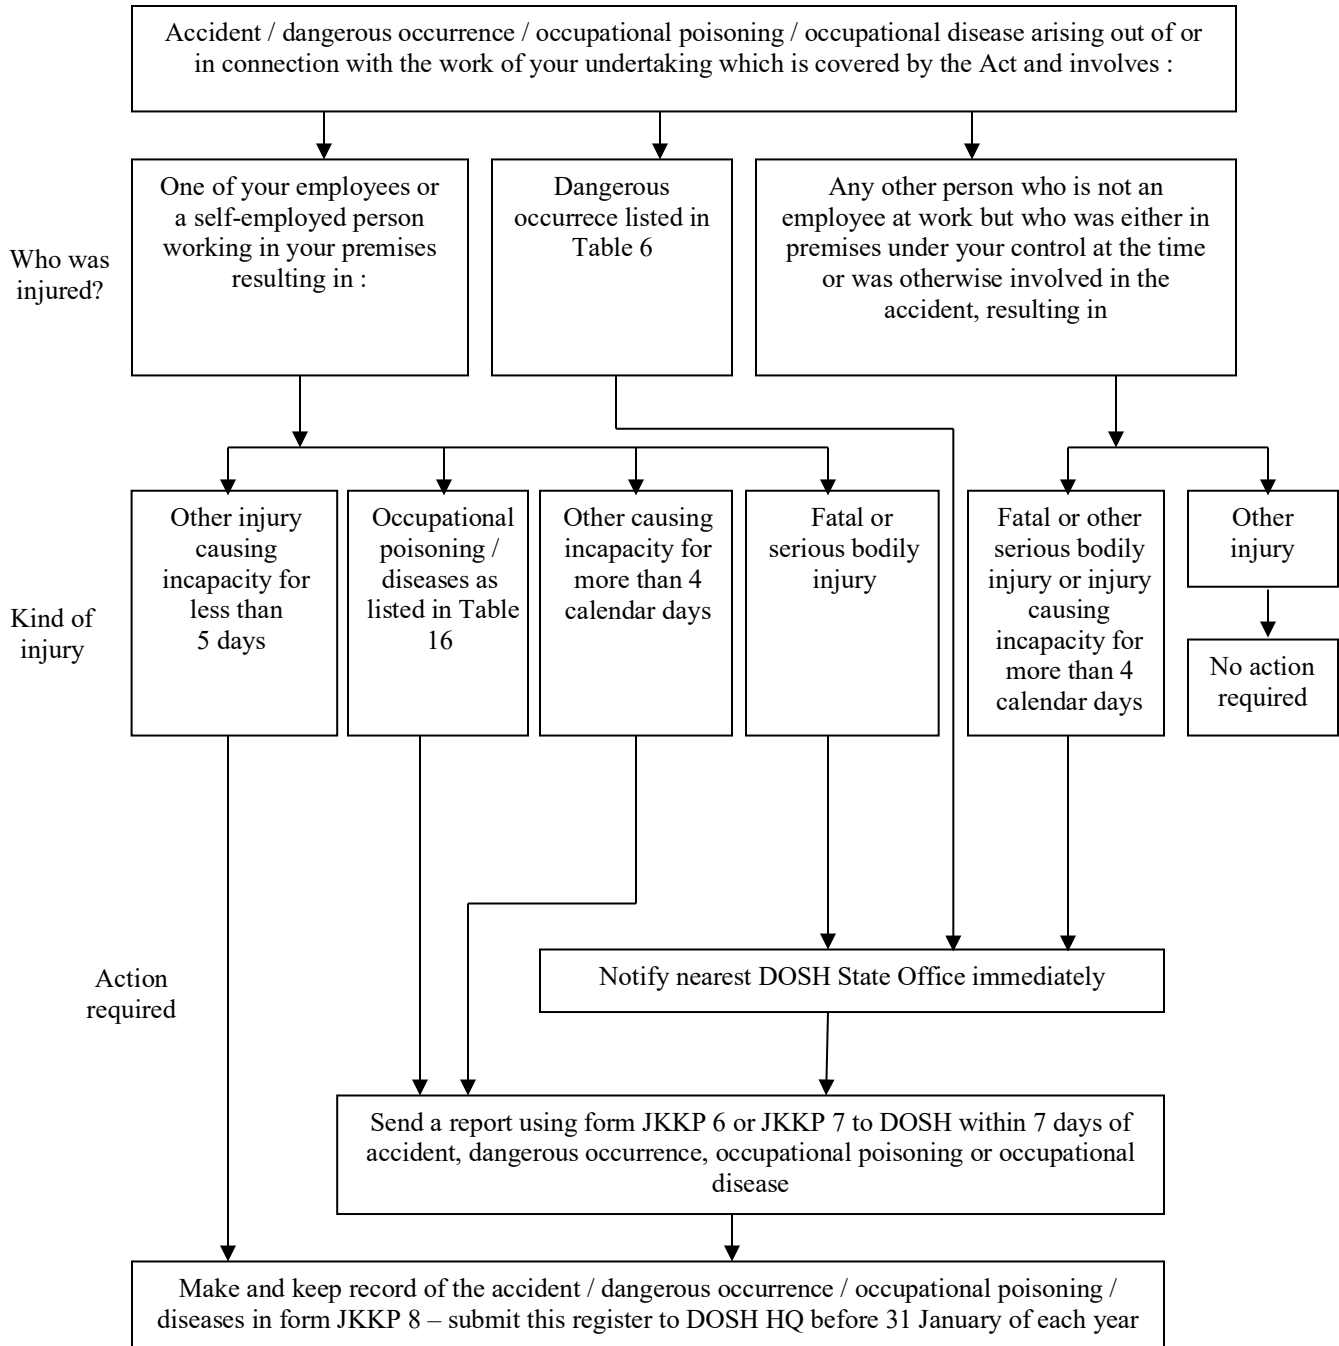 Accident / dangerous occurrence / occupational poisoning / occupational disease arising out of or
in connection with the work of your undertaking which is covered by the Act and involves :
Who was
injured?
One of your employees or
a self-employed person
working in your premises
resulting in :
Dangerous
occurrece listed in
Table 6
Any other person who is not an
employee at work but who was either in
premises under your control at the time
or was otherwise involved in the
accident, resulting in
Kind of
injury
Other injury
causing
incapacity for
less than
5 days
Occupational
poisoning /
diseases as
listed in Table
16
Other causing
incapacity for
more than 4
calendar days
Fatal or
serious bodily
injury
Fatal or other
serious bodily
injury or injury
causing
incapacity for
more than 4
calendar days
Other
injury
No action
required
Action
required
Notify nearest DOSH State Office immediately
Send a report using form JKKP 6 or JKKP 7 to DOSH within 7 days of
accident, dangerous occurrence, occupational poisoning or occupational
disease
Make and keep record of the accident / dangerous occurrence / occupational poisoning /
diseases in form JKKP 8 – submit this register to DOSH HQ before 31 January of each year